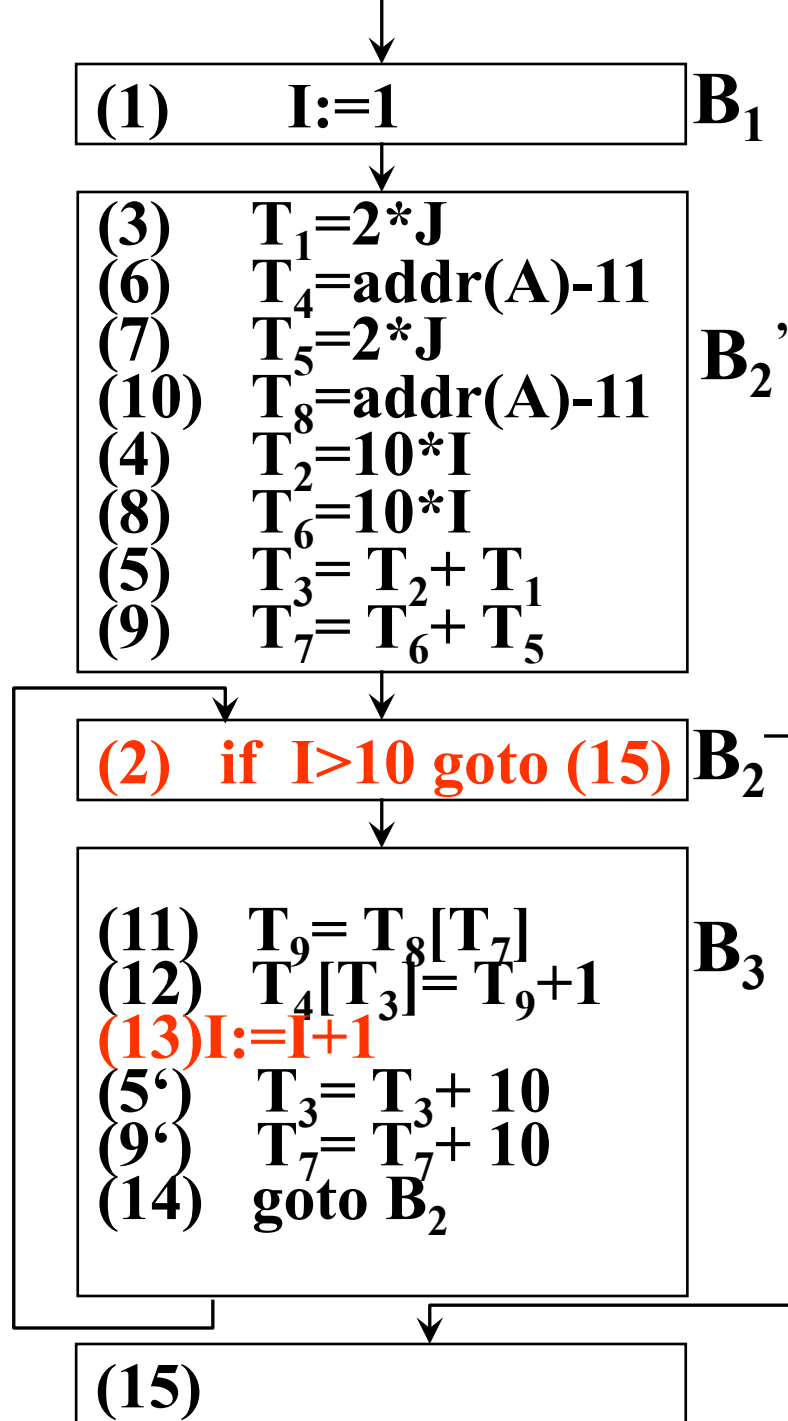 (1) I:=1 B₁
(3) T₁=2*J
(6) T₄=addr(A)-11
(7) T₅=2*J
B₂’
(10) T₈=addr(A)-11
(4) T₂=10*I
(8) T₆=10*I
(5) T₃= T₂+ T₁
(9) T₇= T₆+ T₅
(2) if I>10 goto (15) B₂
(11) T₉= T₈[T₇]
B₃
(12) T₄[T₃]= T₉+1
(13)I:=I+1
(5‘) T₃= T₃+ 10
(9‘) T₇= T₇+ 10
(14) goto B₂
(15)